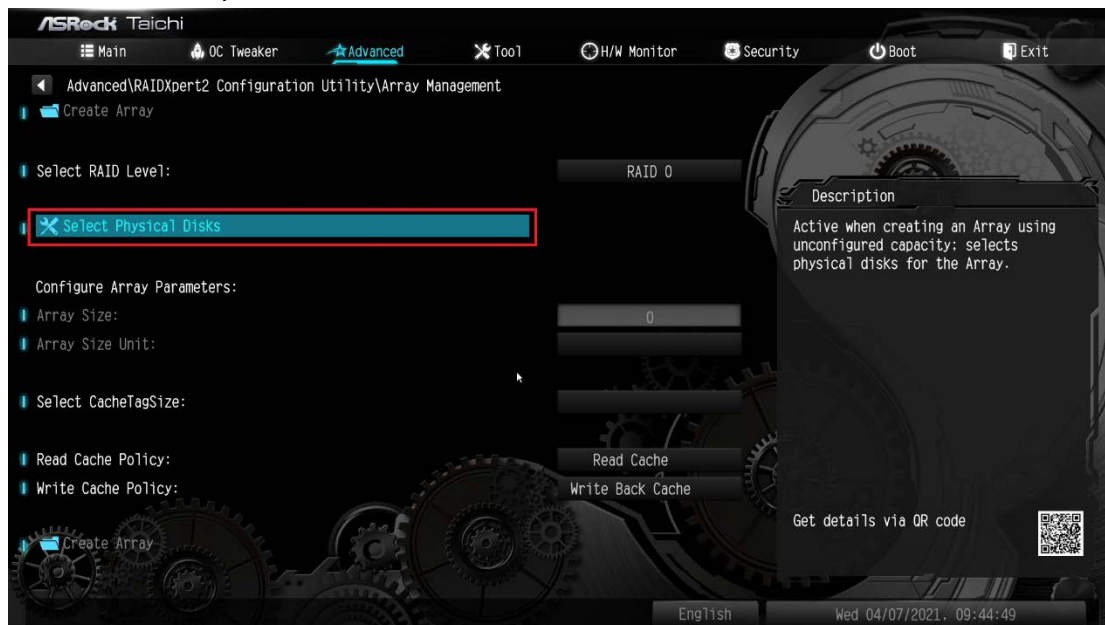 ASRock Taichi
Main OC Tweaker Advanced Tool H/W Monitor Security Boot Exit
Advanced\RAIDXpert2 Configuration Utility\Array Management
Create Array
Select RAID Level: RAID 0
Select Physical Disks
Configure Array Parameters:
Array Size: 0
Array Size Unit:
Select CacheTagSize:
Read Cache Policy: Read Cache
Write Cache Policy: Write Back Cache
Create Array
Description
Active when creating an Array using
unconfigured capacity; selects
physical disks for the Array.
Get details via QR code
English Wed 04/07/2021, 09:44:49